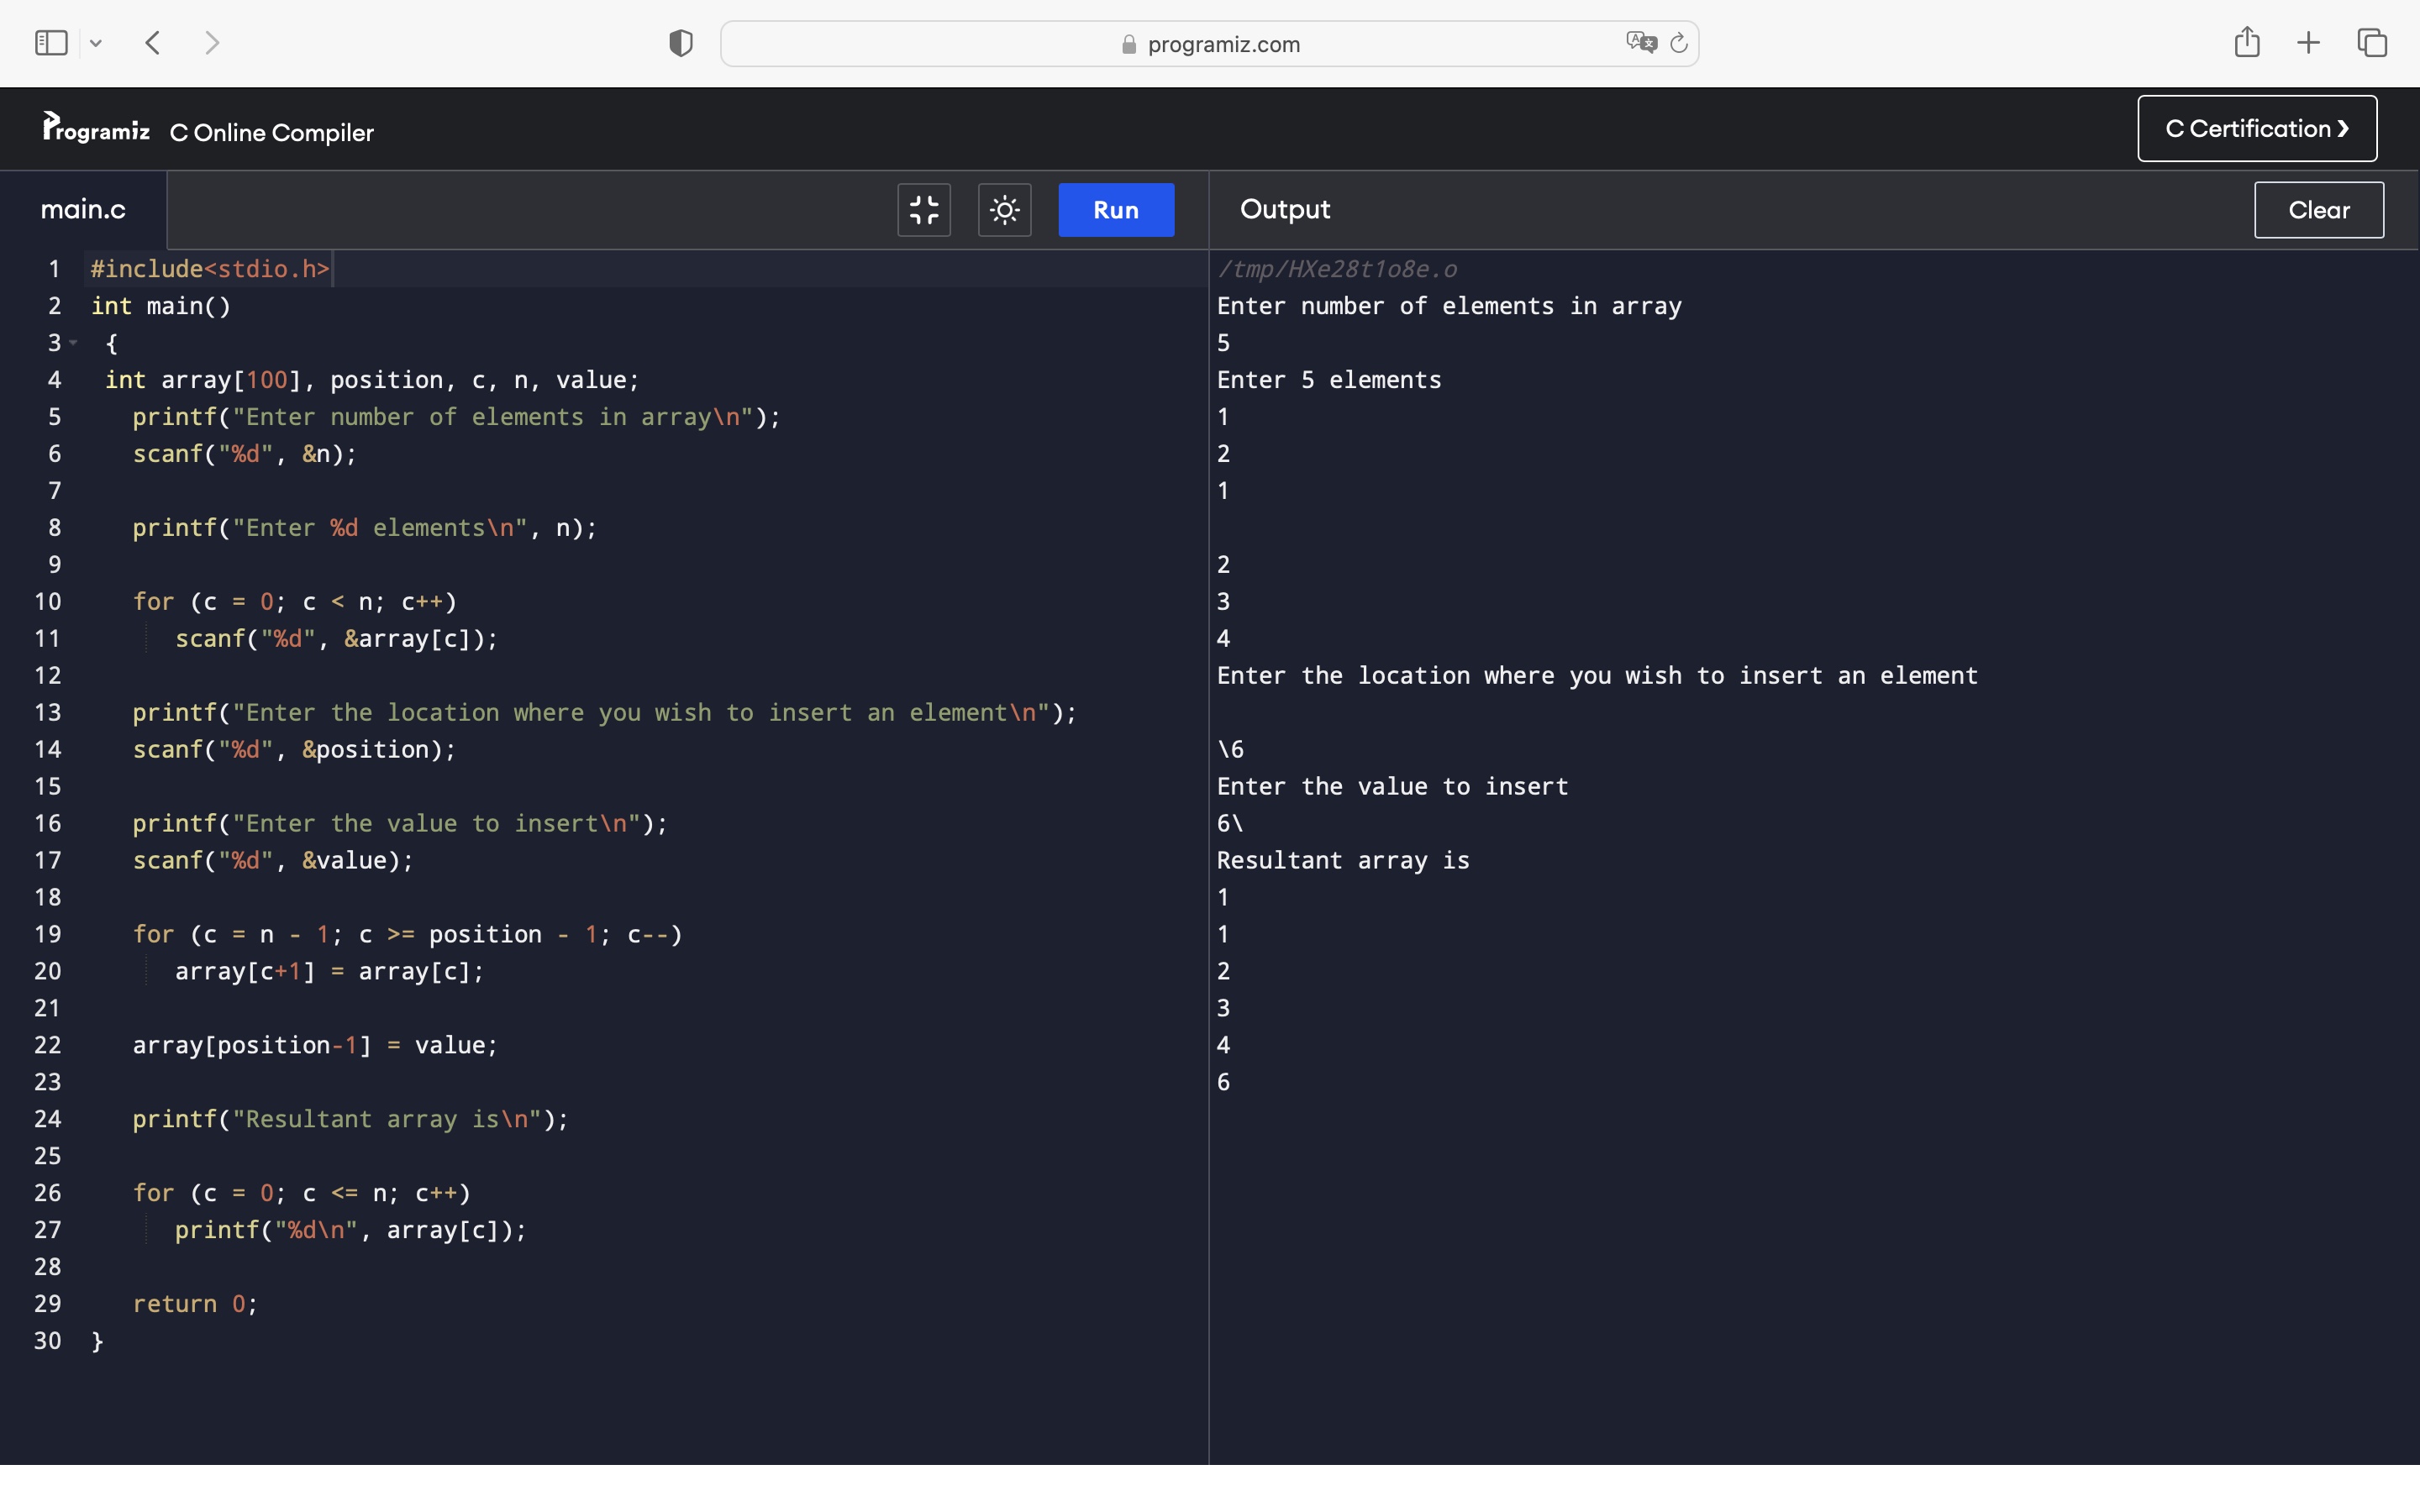 programiz.com
Programiz C Online Compiler
C Certification ❯
main.c
Run
Output
Clear
1 #include<stdio.h>
2 int main()
3 {
4 int array[100], position, c, n, value;
5 printf("Enter number of elements in array\n");
6 scanf("%d", &n);
7
8 printf("Enter %d elements\n", n);
9
10 for (c = 0; c < n; c++)
11 scanf("%d", &array[c]);
12
13 printf("Enter the location where you wish to insert an element\n");
14 scanf("%d", &position);
15
16 printf("Enter the value to insert\n");
17 scanf("%d", &value);
18
19 for (c = n - 1; c >= position - 1; c--)
20 array[c+1] = array[c];
21
22 array[position-1] = value;
23
24 printf("Resultant array is\n");
25
26 for (c = 0; c <= n; c++)
27 printf("%d\n", array[c]);
28
29 return 0;
30 }
/tmp/HXe28t1o8e.o
Enter number of elements in array
5
Enter 5 elements
1
2
1
2
3
4
Enter the location where you wish to insert an element
\6
Enter the value to insert
6\
Resultant array is
1
1
2
3
4
6